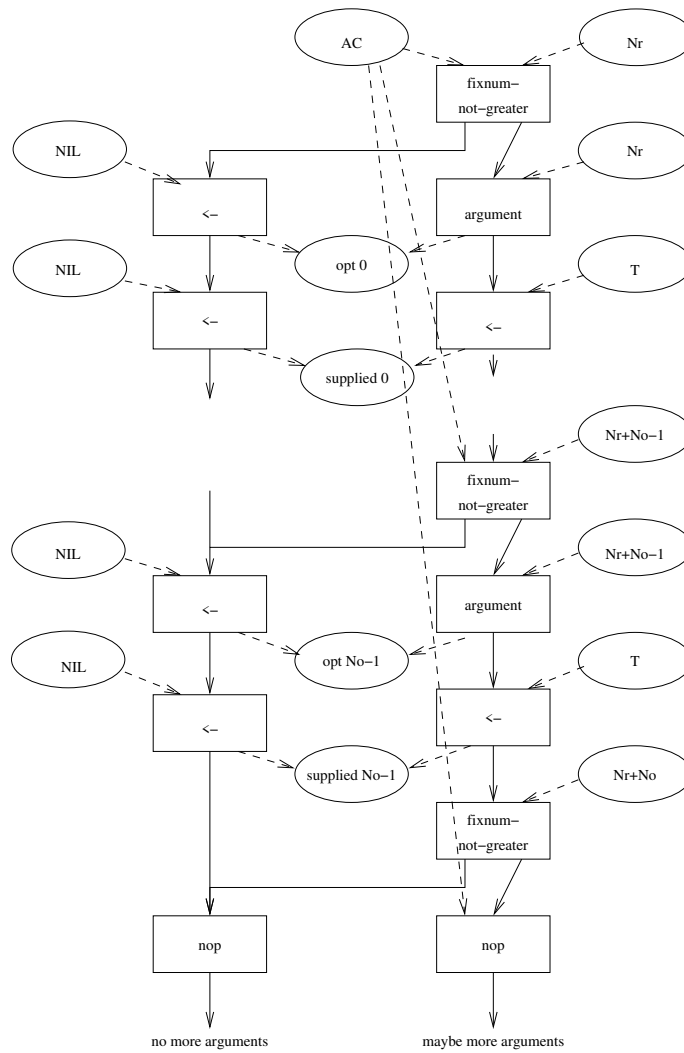 AC
Nr
fixnum-
not-greater
NIL
Nr
<-
argument
opt 0
NIL
T
<-
<-
supplied 0
Nr+No-1
fixnum-
not-greater
NIL
Nr+No-1
<-
argument
opt No-1
NIL
T
<-
<-
supplied No-1
Nr+No
fixnum-
not-greater
nop
nop
no more arguments
maybe more arguments